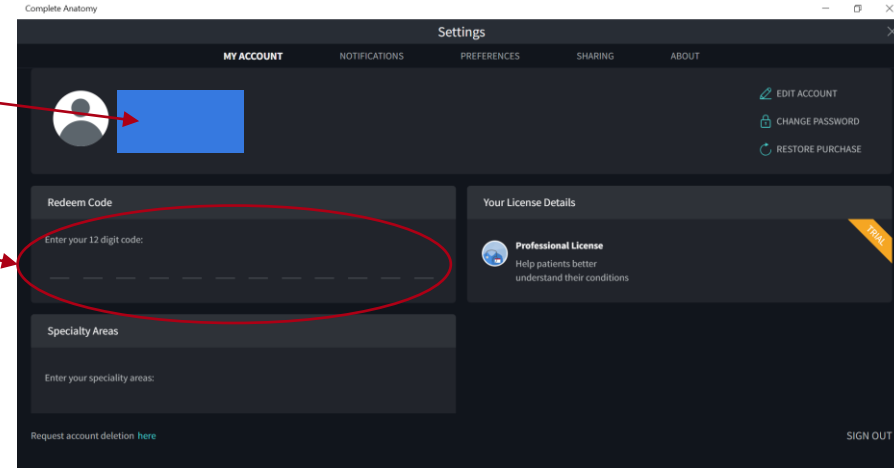 Complete Anatomy
Settings
MY ACCOUNT NOTIFICATIONS PREFERENCES SHARING ABOUT
EDIT ACCOUNT
CHANGE PASSWORD
RESTORE PURCHASE
Redeem Code
Enter your 12 digit code:
Your License Details
TRIAL
Professional License
Help patients better
understand their conditions
Specialty Areas
Enter your speciality areas:
Request account deletion here
SIGN OUT